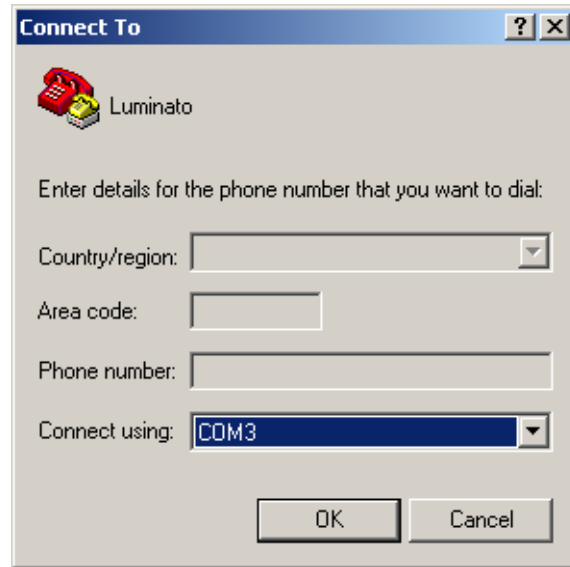 Connect To
Luminato
Enter details for the phone number that you want to dial:
Country/region:
Area code:
Phone number:
Connect using: COM3
OK Cancel